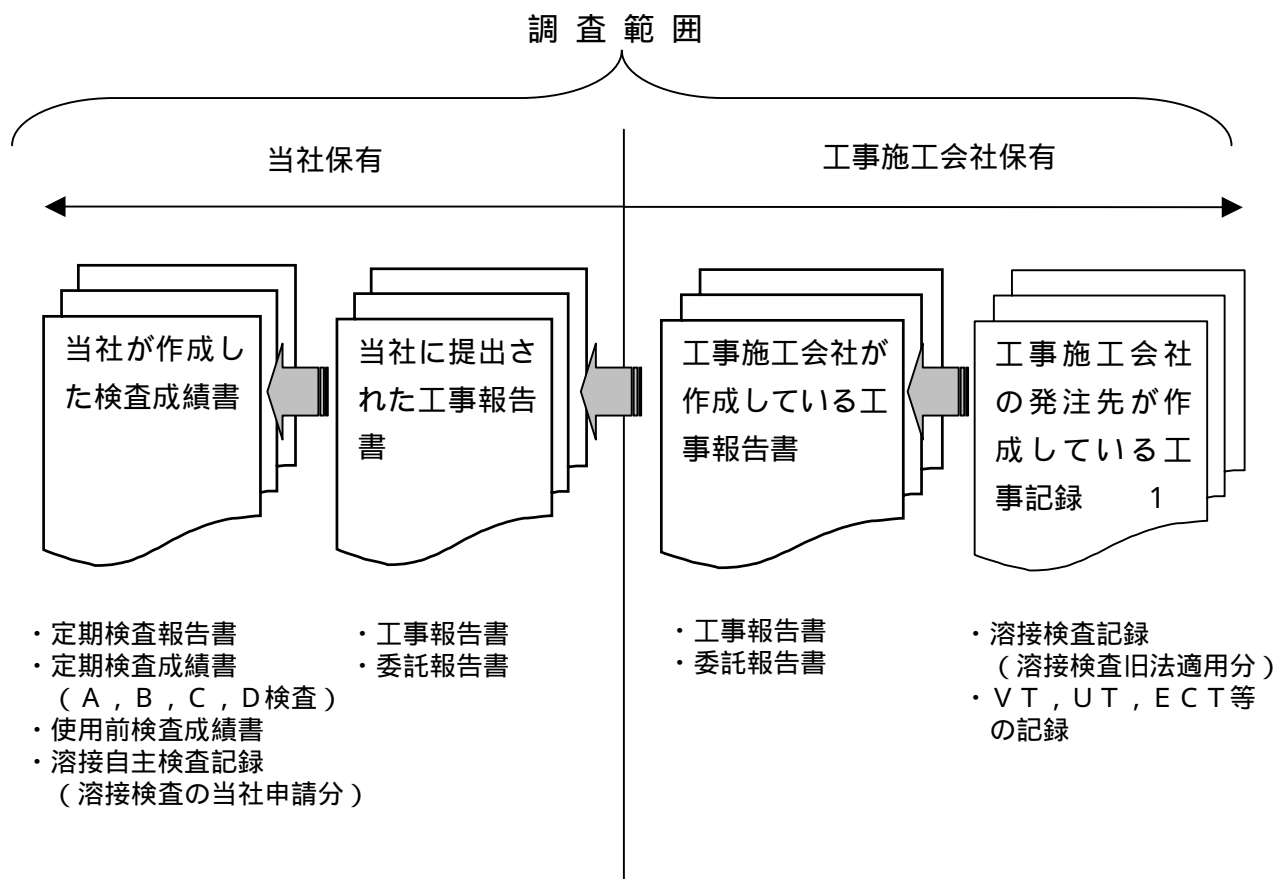 調 査 範 囲
当社保有
工事施工会社保有
当社が作成し
た検査成績書
当社に提出さ
れた工事報告
書
工事施工会社が
作成している工
事報告書
工事施工会社
の発注先が作
成している工
事記録　1
・定期検査報告書
・定期検査成績書
（Ａ，Ｂ，Ｃ，Ｄ検査）
・使用前検査成績書
・溶接自主検査記録
（溶接検査の当社申請分）
・工事報告書
・委託報告書
・工事報告書
・委託報告書
・溶接検査記録
（溶接検査旧法適用分）
・ＶＴ，ＵＴ，ＥＣＴ等
の記録